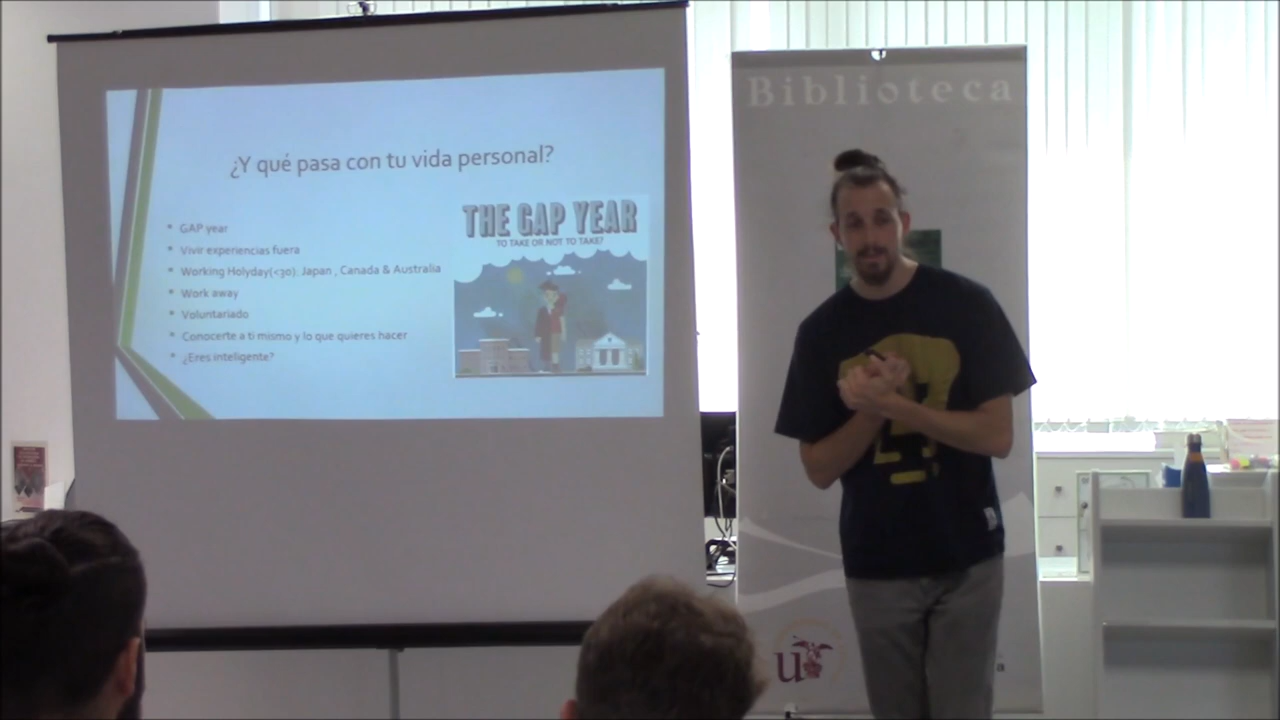 ¿Y qué pasa con tu vida personal?
GAP year
Vivir experiencias fuera
Working Holyday(<30). Japan , Canada & Australia
Work away
Voluntariado
Conocerte a ti mismo y lo que quieres hacer
¿Eres inteligente?
THE GAP YEAR
TO TAKE OR NOT TO TAKE?
Biblioteca
u
a